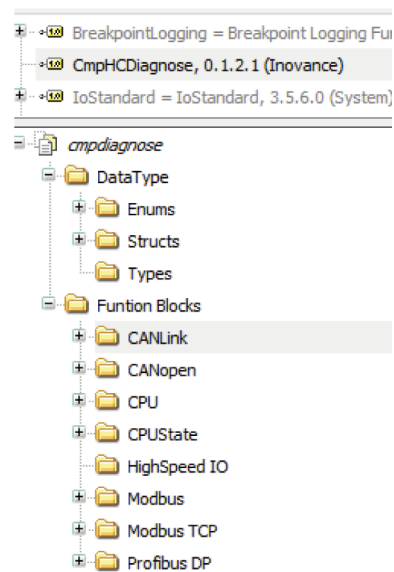 BreakpointLogging = Breakpoint Logging Fu
CmpHCDiagnose, 0.1.2.1 (Inovance)
IoStandard = IoStandard, 3.5.6.0 (System)
cmpdiagnose
DataType
Enums
Structs
Types
Funtion Blocks
CANLink
CANopen
CPU
CPUState
HighSpeed IO
Modbus
Modbus TCP
Profibus DP